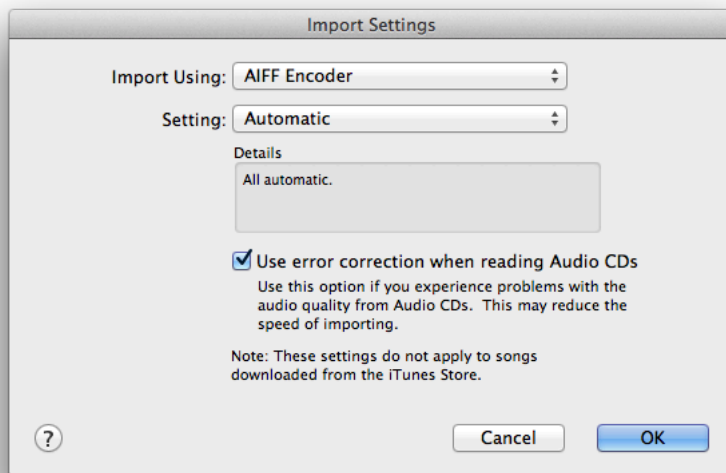 Import Settings
Import Using: AIFF Encoder
Setting: Automatic
Details
All automatic.
Use error correction when reading Audio CDs
Use this option if you experience problems with the
audio quality from Audio CDs. This may reduce the
speed of importing.
Note: These settings do not apply to songs
downloaded from the iTunes Store.
? Cancel OK